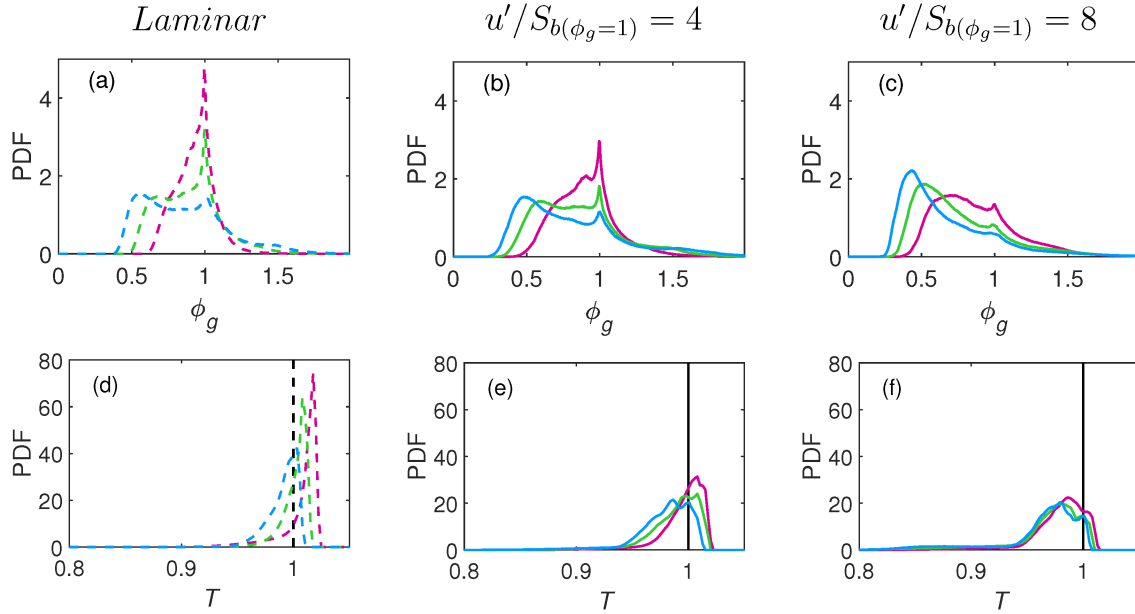 Laminar
u′/S_{b(ϕ_g=1)} = 4
u′/S_{b(ϕ_g=1)} = 8
(a)
PDF
4
2
0
0 0.5 1 1.5
ϕ_g
(b)
PDF
4
2
0
0 0.5 1 1.5
ϕ_g
(c)
PDF
4
2
0
0 0.5 1 1.5
ϕ_g
(d)
PDF
80
60
40
20
0
0.8 0.9 1
T
(e)
PDF
80
60
40
20
0
0.8 0.9 1
T
(f)
PDF
80
60
40
20
0
0.8 0.9 1
T